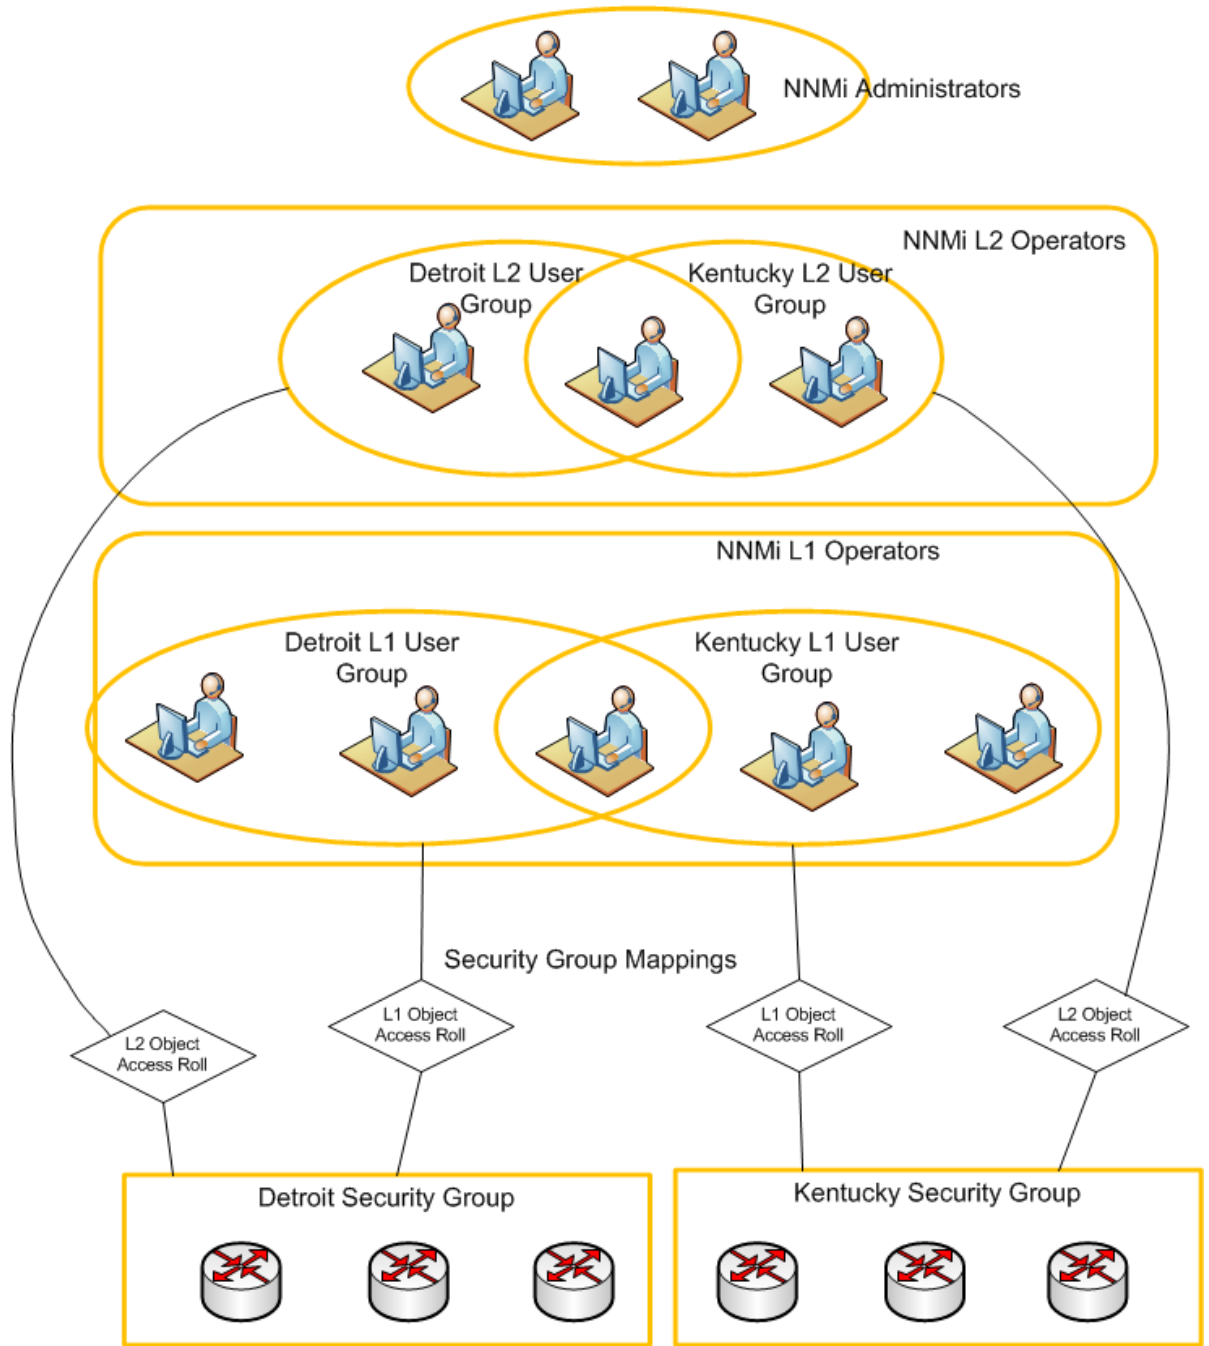 NNMi Administrators
NNMi L2 Operators
Detroit L2 User
Group
Kentucky L2 User
Group
NNMi L1 Operators
Detroit L1 User
Group
Kentucky L1 User
Group
Security Group Mappings
L2 Object
Access Roll
L1 Object
Access Roll
L1 Object
Access Roll
L2 Object
Access Roll
Detroit Security Group
Kentucky Security Group